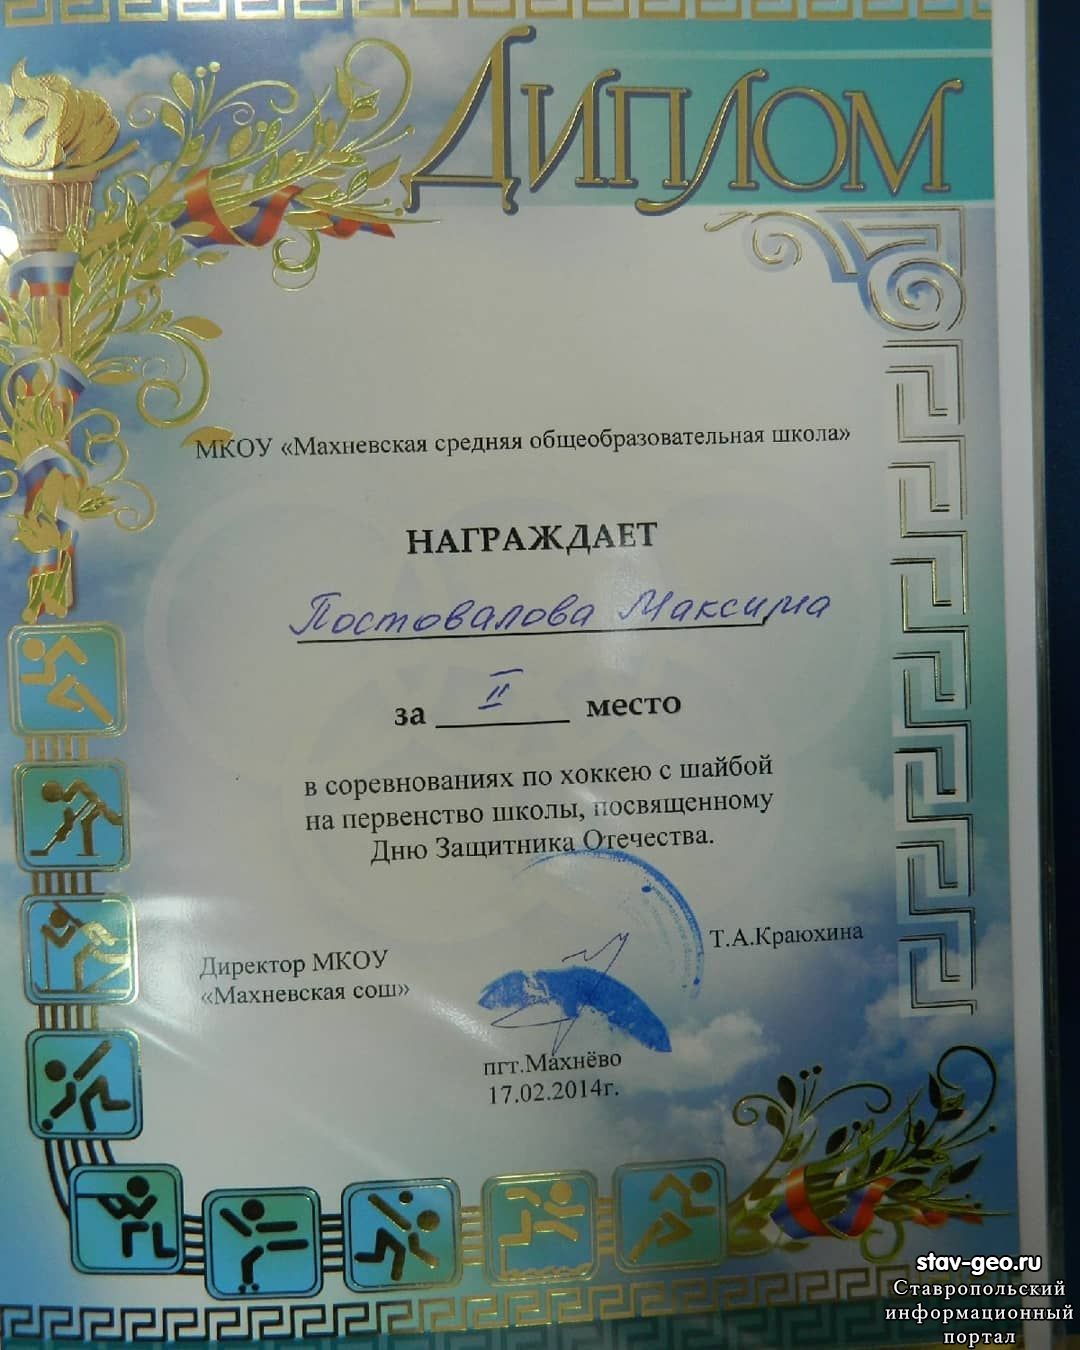 ДИПЛОМ
МКОУ «Махневская средняя общеобразовательная школа»
НАГРАЖДАЕТ
Постовалова Максима
за II место
в соревнованиях по хоккею с шайбой
на первенство школы, посвященному
Дню Защитника Отечества.
Директор МКОУ
«Махневская сош»
Т.А.Краюхина
пгт.Махнёво
17.02.2014г.
stav-geo.ru
Ставропольский
информационный
портал